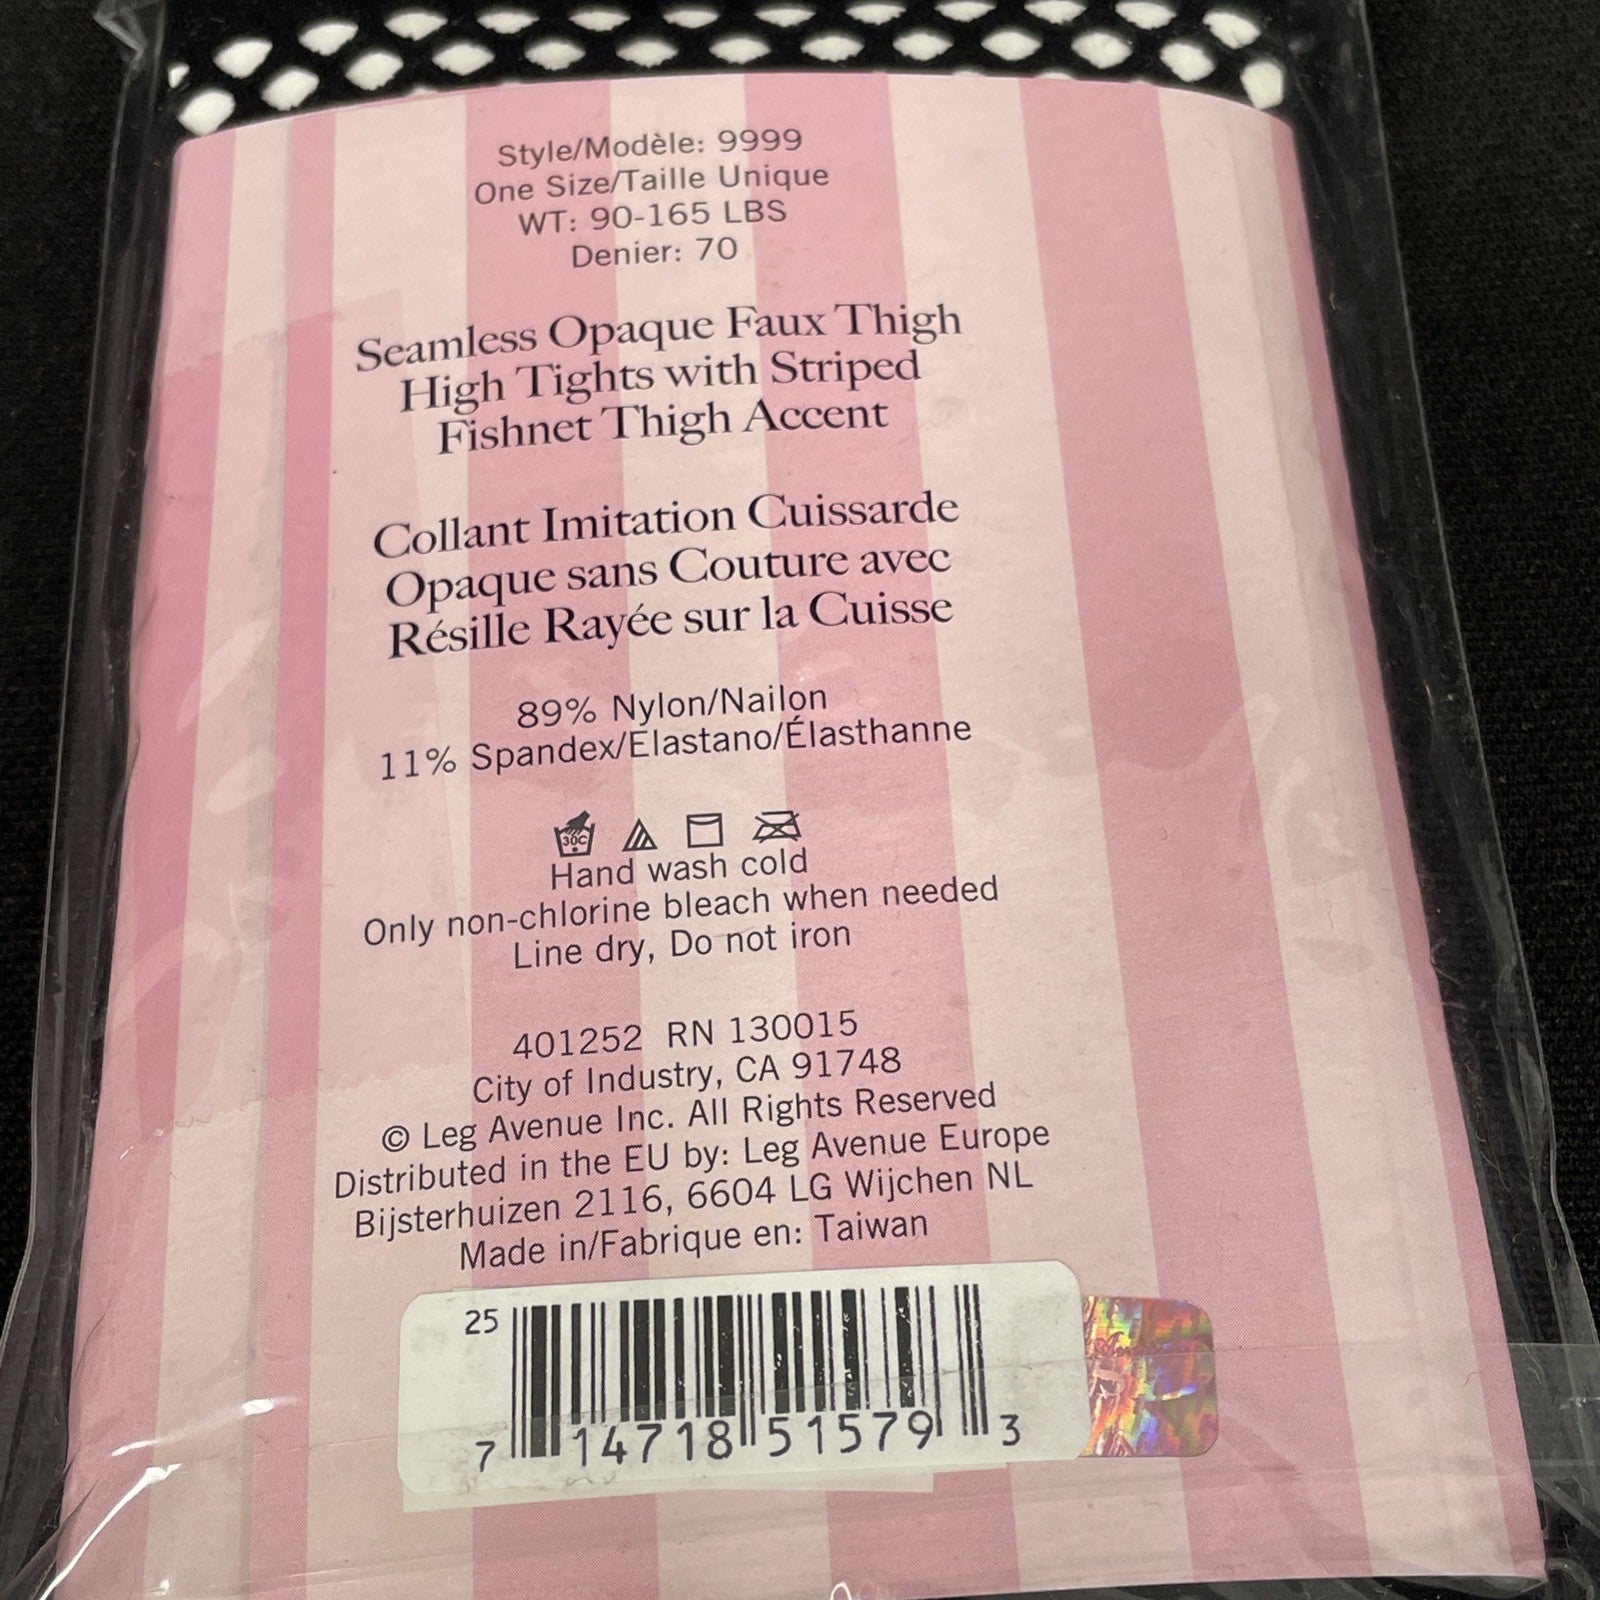 Style/Modèle: 9999
One Size/Taille Unique
WT: 90-165 LBS
Denier: 70
Seamless Opaque Faux Thigh
High Tights with Striped
Fishnet Thigh Accent
Collant Imitation Cuissarde
Opaque sans Couture avec
Résille Rayée sur la Cuisse
89% Nylon/Nailon
11% Spandex/Elastano/Élasthanne
30C
Hand wash cold
Only non-chlorine bleach when needed
Line dry, Do not iron
401252 RN 130015
City of Industry, CA 91748
© Leg Avenue Inc. All Rights Reserved
Distributed in the EU by: Leg Avenue Europe
Bijsterhuizen 2116, 6604 LG Wijchen NL
Made in/Fabrique en: Taiwan
25
7 14718 51579 3